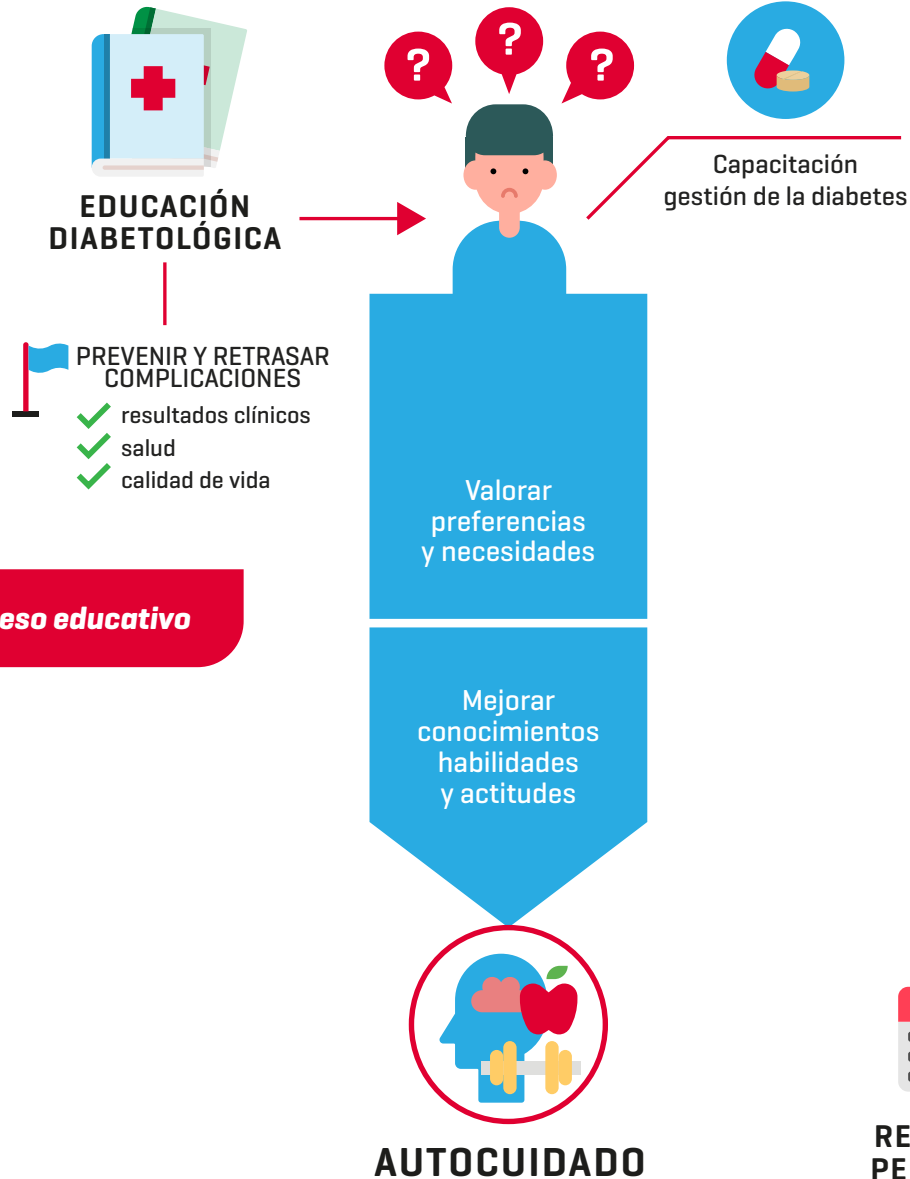 ?
?
?
EDUCACIÓN
DIABETOLÓGICA
Capacitación
gestión de la diabetes
PREVENIR Y RETRASAR
COMPLICACIONES
resultados clínicos
salud
calidad de vida
Valorar
preferencias
y necesidades
eso educativo
Mejorar
conocimientos
habilidades
y actitudes
AUTOCUIDADO
RE
PE